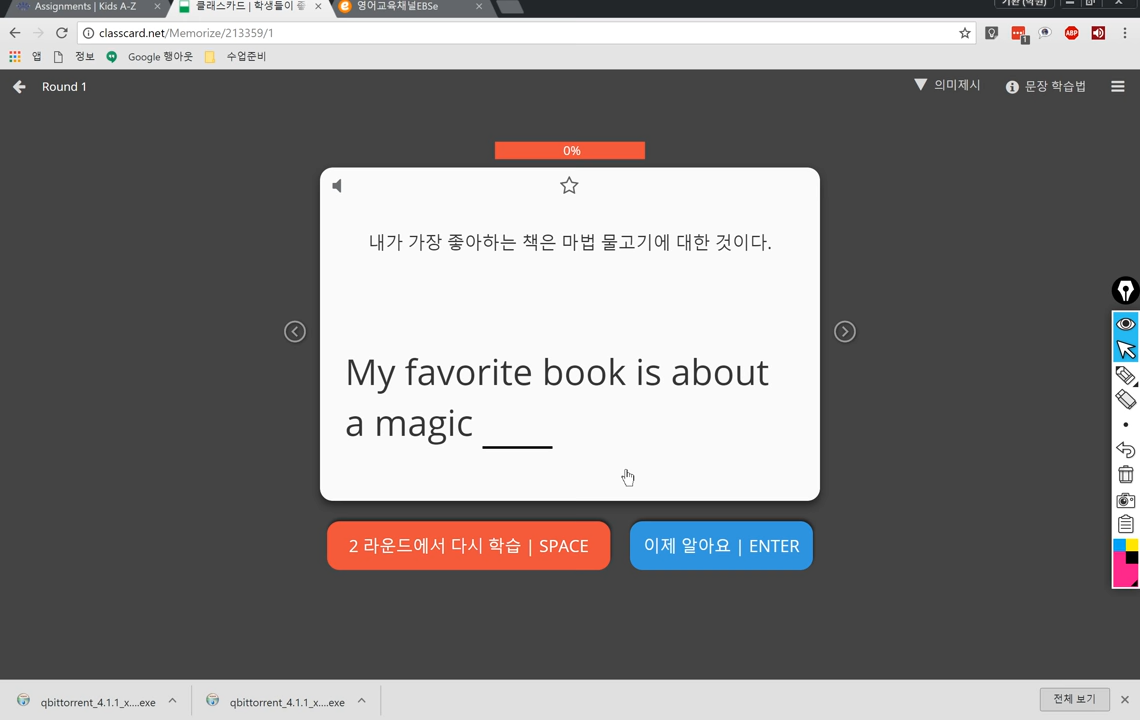 Assignments | Kids A-Z
클래스카드 | 학생들이 좋
영어교육채널EBSe
classcard.net/Memorize/213359/1
앱
정보
Google 행아웃
수업준비
Round 1
▼ 의미제시
문장 학습법
0%
내가 가장 좋아하는 책은 마법 물고기에 대한 것이다.
My favorite book is about
a magic ____
2 라운드에서 다시 학습 | SPACE
이제 알아요 | ENTER
qbittorrent_4.1.1_x....exe
qbittorrent_4.1.1_x....exe
전체 보기